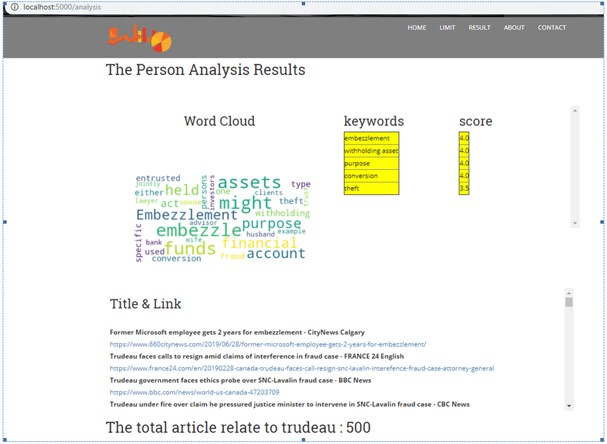 localhost:5000/analysis
HOME LIMIT RESULT ABOUT CONTACT
The Person Analysis Results
Word Cloud
keywords score
embezzlement 4.0
withholding asset 4.0
purpose 4.0
conversion 4.0
theft 3.5
entrusted
jointly
either
held
persons
investors
assets
one
clients
type
lawyer
act
spouse
might
theft
trust
Embezzlement
withholding
advisor
purpose
specific
embezzle
husband
example
bank
wife
financial
used
funds
fraud
account
conversion
Title & Link
Former Microsoft employee gets 2 years for embezzlement - CityNews Calgary
https://www.660citynews.com/2019/06/28/former-microsoft-employee-gets-2-years-for-embezzlement/
Trudeau faces calls to resign amid claims of interference in fraud case - FRANCE 24 English
https://www.france24.com/en/20190228-canada-trudeau-faces-call-resign-snc-lavalin-interefence-fraud-case-attorney-general
Trudeau government faces ethics probe over SNC-Lavalin fraud case - BBC News
https://www.bbc.com/news/world-us-canada-47203709
Trudeau under fire over claim he pressured justice minister to intervene in SNC-Lavalin fraud case - CBC News
The total article relate to trudeau : 500